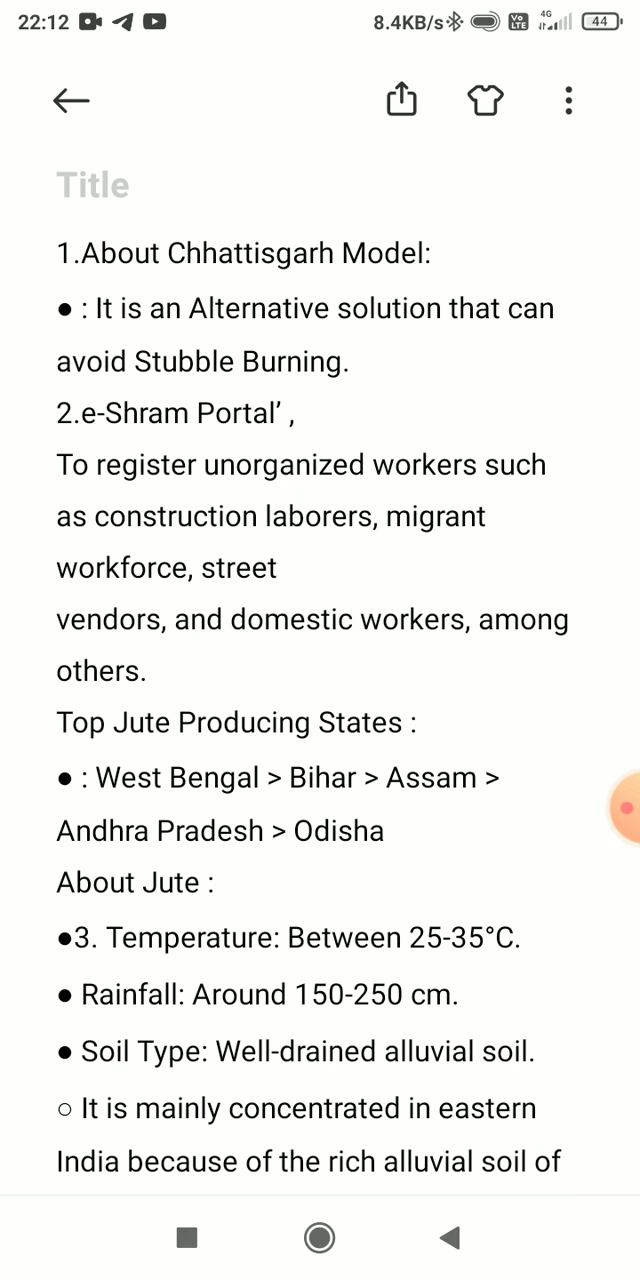 22:12 8.4KB/s Vo LTE 4G 44
Title
1.About Chhattisgarh Model:
● : It is an Alternative solution that can
avoid Stubble Burning.
2.e-Shram Portal’ ,
To register unorganized workers such
as construction laborers, migrant
workforce, street
vendors, and domestic workers, among
others.
Top Jute Producing States :
● : West Bengal > Bihar > Assam >
Andhra Pradesh > Odisha
About Jute :
●3. Temperature: Between 25-35°C.
● Rainfall: Around 150-250 cm.
● Soil Type: Well-drained alluvial soil.
○ It is mainly concentrated in eastern
India because of the rich alluvial soil of